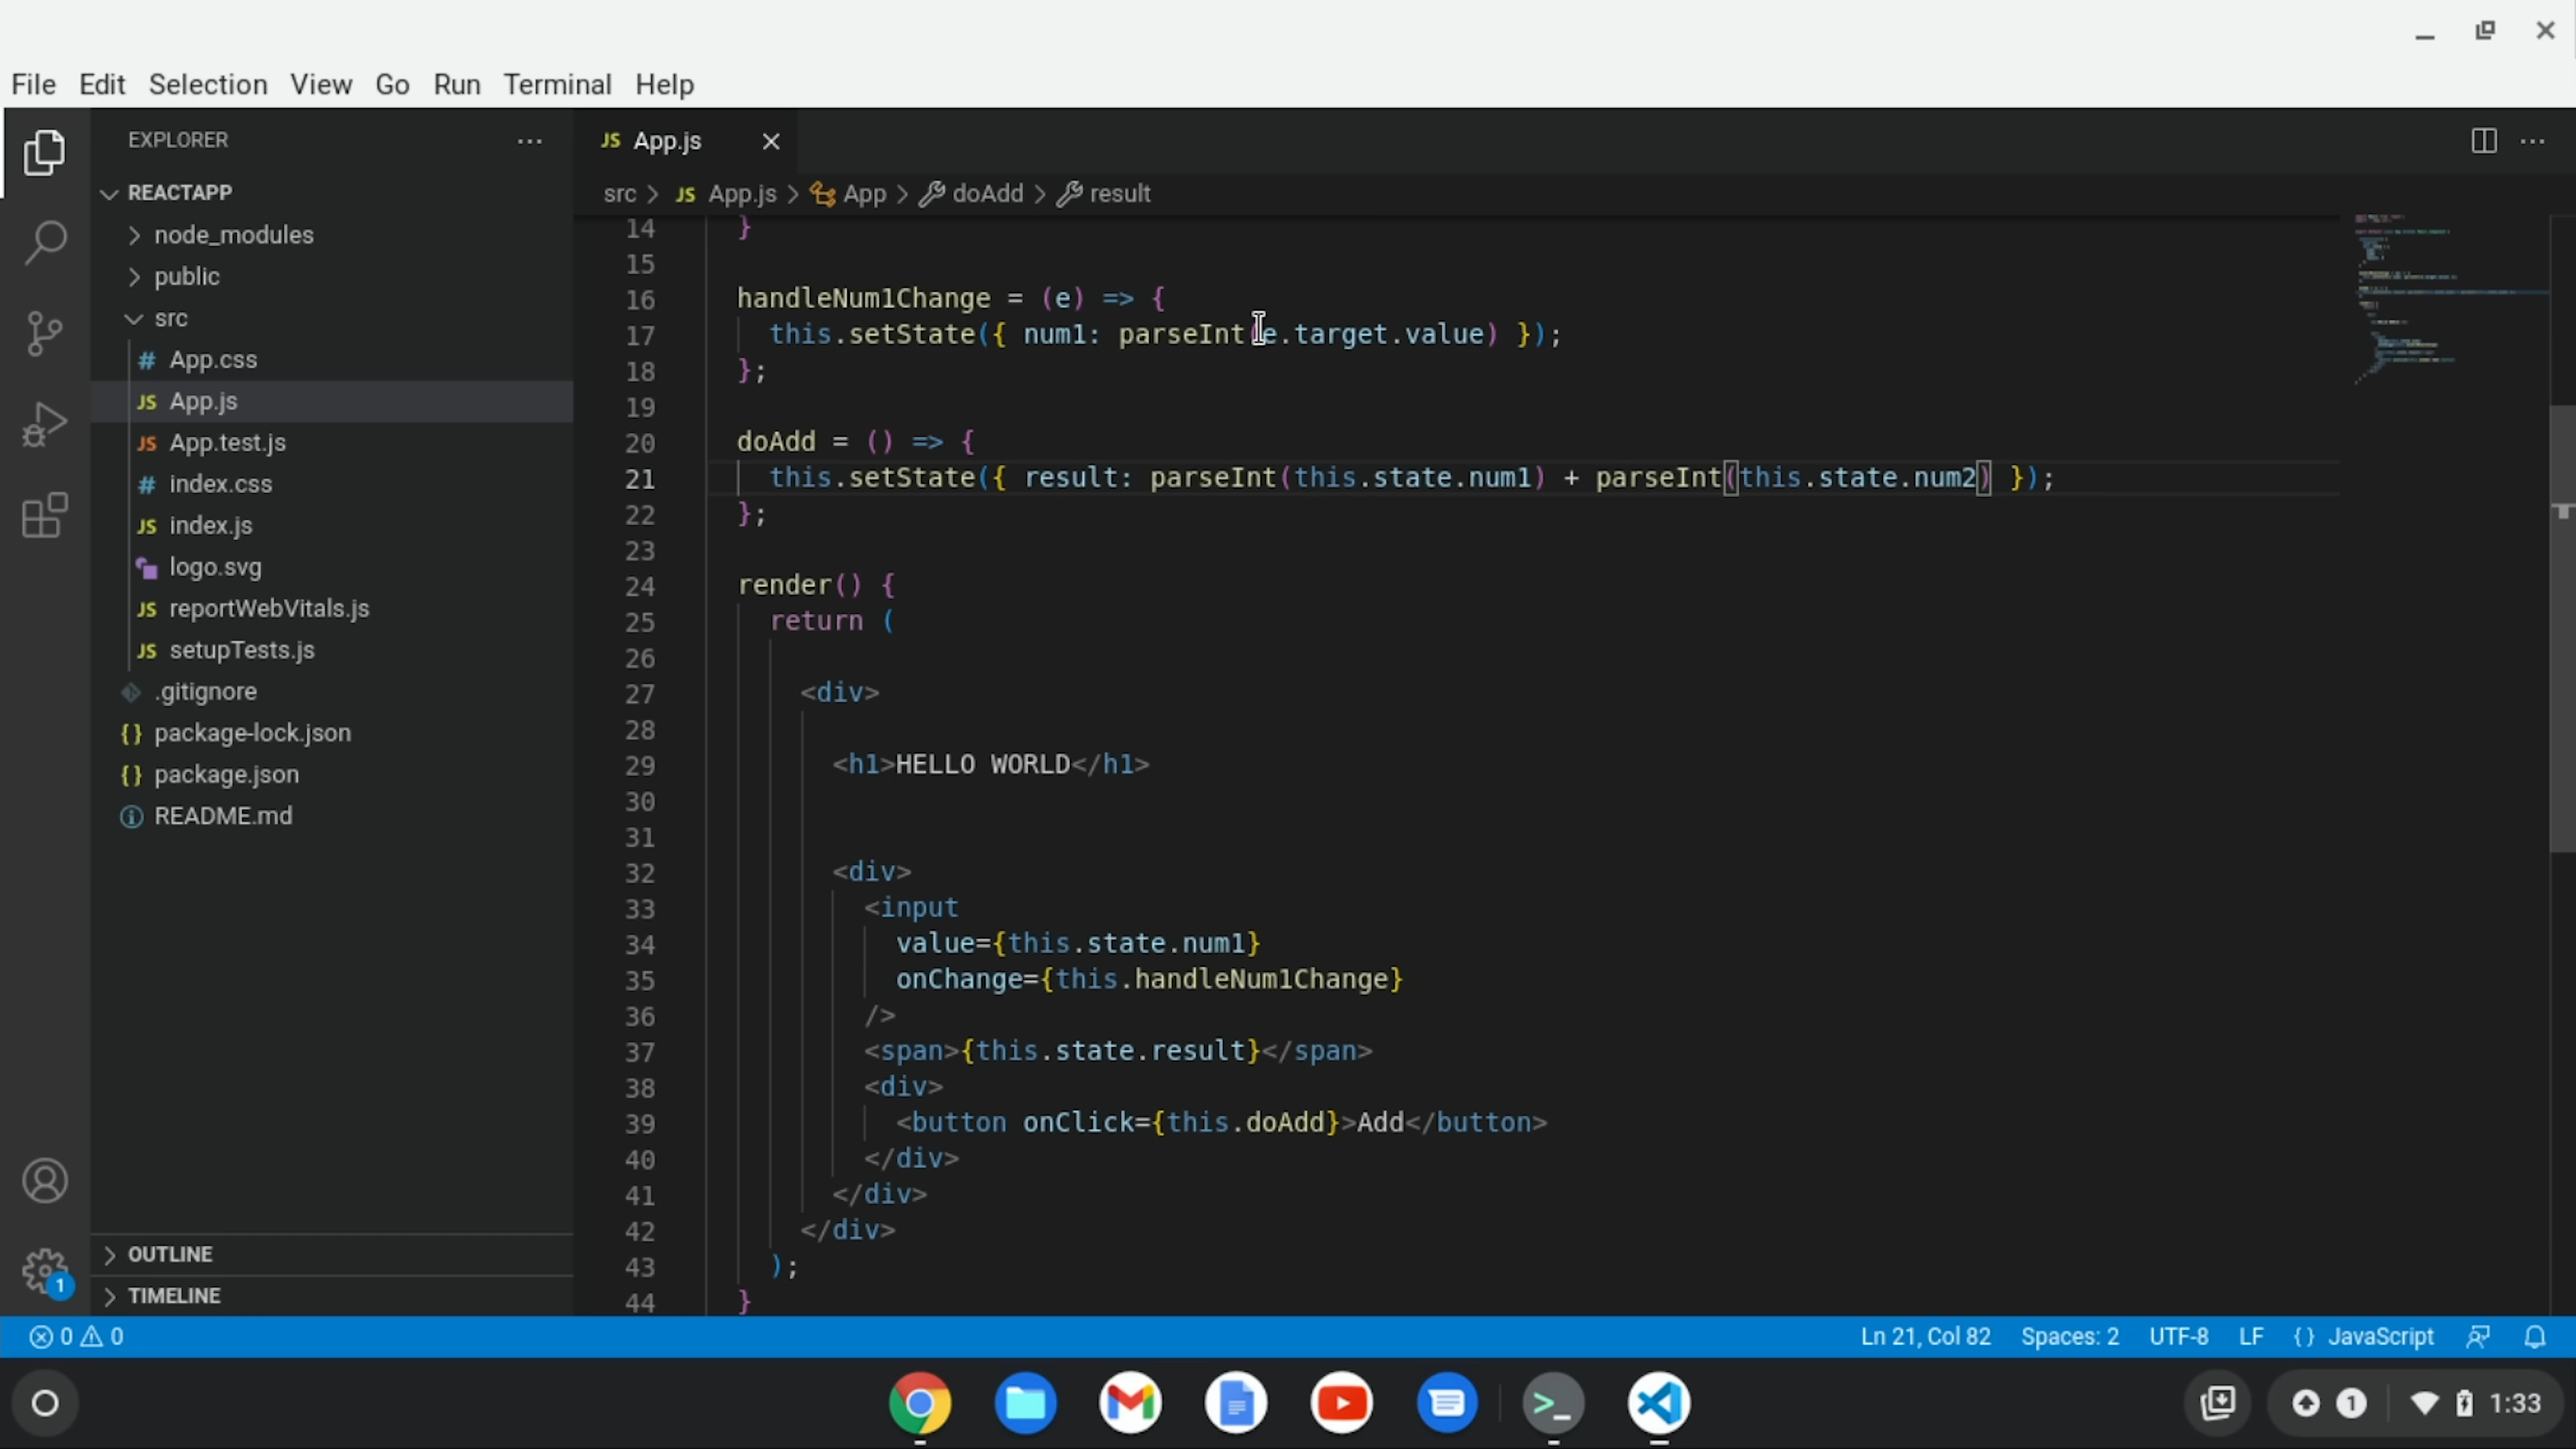 File Edit Selection View Go Run Terminal Help
EXPLORER
REACTAPP
node_modules
public
src
# App.css
JS App.js
JS App.test.js
# index.css
JS index.js
logo.svg
JS reportWebVitals.js
JS setupTests.js
.gitignore
{} package-lock.json
{} package.json
README.md
OUTLINE
TIMELINE
JS App.js
src > JS App.js > App > doAdd > result
14 }
15
16 handleNum1Change = (e) => {
17 this.setState({ num1: parseInt(e.target.value) });
18 };
19
20 doAdd = () => {
21 this.setState({ result: parseInt(this.state.num1) + parseInt(this.state.num2) });
22 };
23
24 render() {
25 return (
26
27 <div>
28
29 <h1>HELLO WORLD</h1>
30
31
32 <div>
33 <input
34 value={this.state.num1}
35 onChange={this.handleNum1Change}
36 />
37 <span>{this.state.result}</span>
38 <div>
39 <button onClick={this.doAdd}>Add</button>
40 </div>
41 </div>
42 </div>
43 );
44 }
1
0 0 Ln 21, Col 82 Spaces: 2 UTF-8 LF {} JavaScript
1 1:33